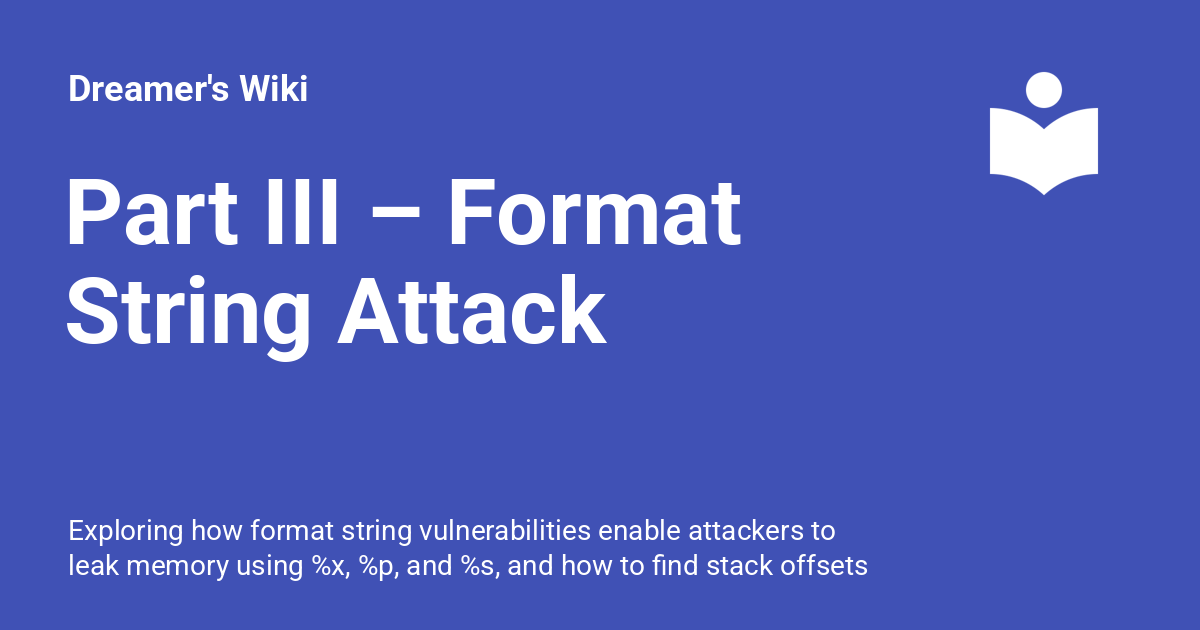 Dreamer's Wiki
Part III – Format
String Attack
Exploring how format string vulnerabilities enable attackers to
leak memory using %x, %p, and %s, and how to find stack offsets